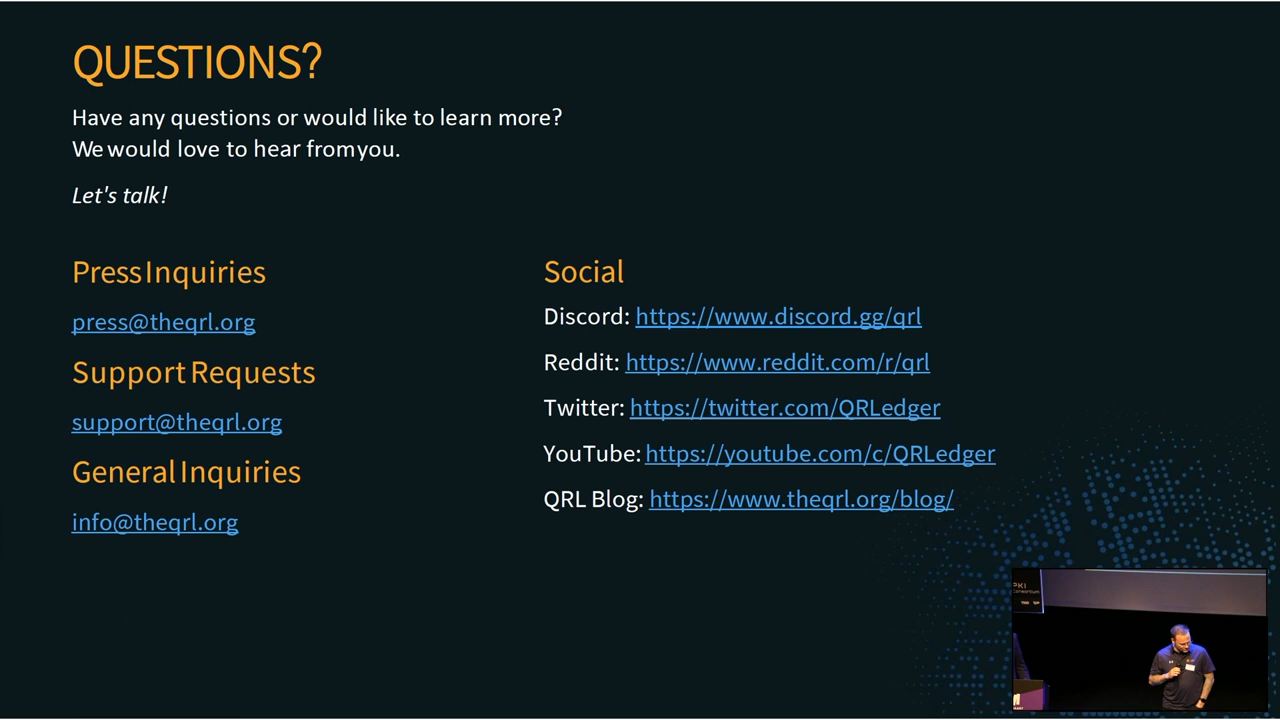 QUESTIONS?
Have any questions or would like to learn more?
We would love to hear from you.
Let's talk!
Press Inquiries
press@theqrl.org
Support Requests
support@theqrl.org
General Inquiries
info@theqrl.org
Social
Discord: https://www.discord.gg/qrl
Reddit: https://www.reddit.com/r/qrl
Twitter: https://twitter.com/QRLedger
YouTube: https://youtube.com/c/QRLedger
QRL Blog: https://www.theqrl.org/blog/
PKI
Consortium